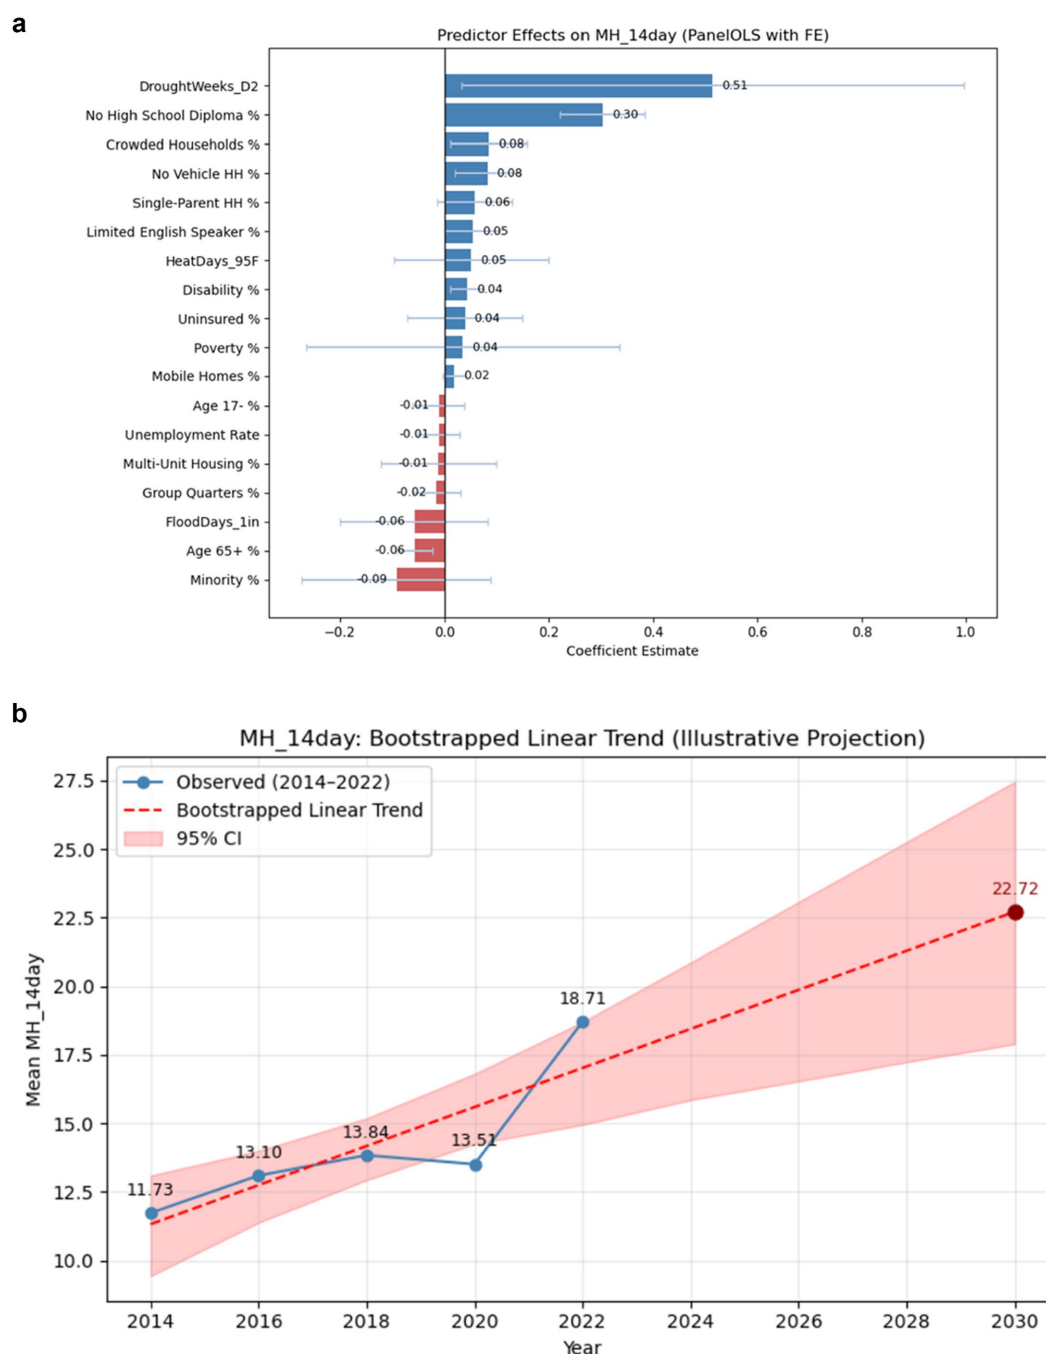 a
Predictor Effects on MH_14day (PanelOLS with FE)
DroughtWeeks_D2
0.51
No High School Diploma %
0.30
Crowded Households %
0.08
No Vehicle HH %
0.08
Single-Parent HH %
0.06
Limited English Speaker %
0.05
HeatDays_95F
0.05
Disability %
0.04
Uninsured %
0.04
Poverty %
0.04
Mobile Homes %
0.02
Age 17- %
-0.01
Unemployment Rate
-0.01
Multi-Unit Housing %
-0.01
Group Quarters %
-0.02
FloodDays_1in
-0.06
Age 65+ %
-0.06
Minority %
-0.09
−0.2 0.0 0.2 0.4 0.6 0.8 1.0
Coefficient Estimate
b
MH_14day: Bootstrapped Linear Trend (Illustrative Projection)
Observed (2014–2022)
Bootstrapped Linear Trend
95% CI
27.5
25.0
22.5
20.0
17.5
15.0
12.5
10.0
Mean MH_14day
11.73
13.10
13.84
13.51
18.71
22.72
2014 2016 2018 2020 2022 2024 2026 2028 2030
Year